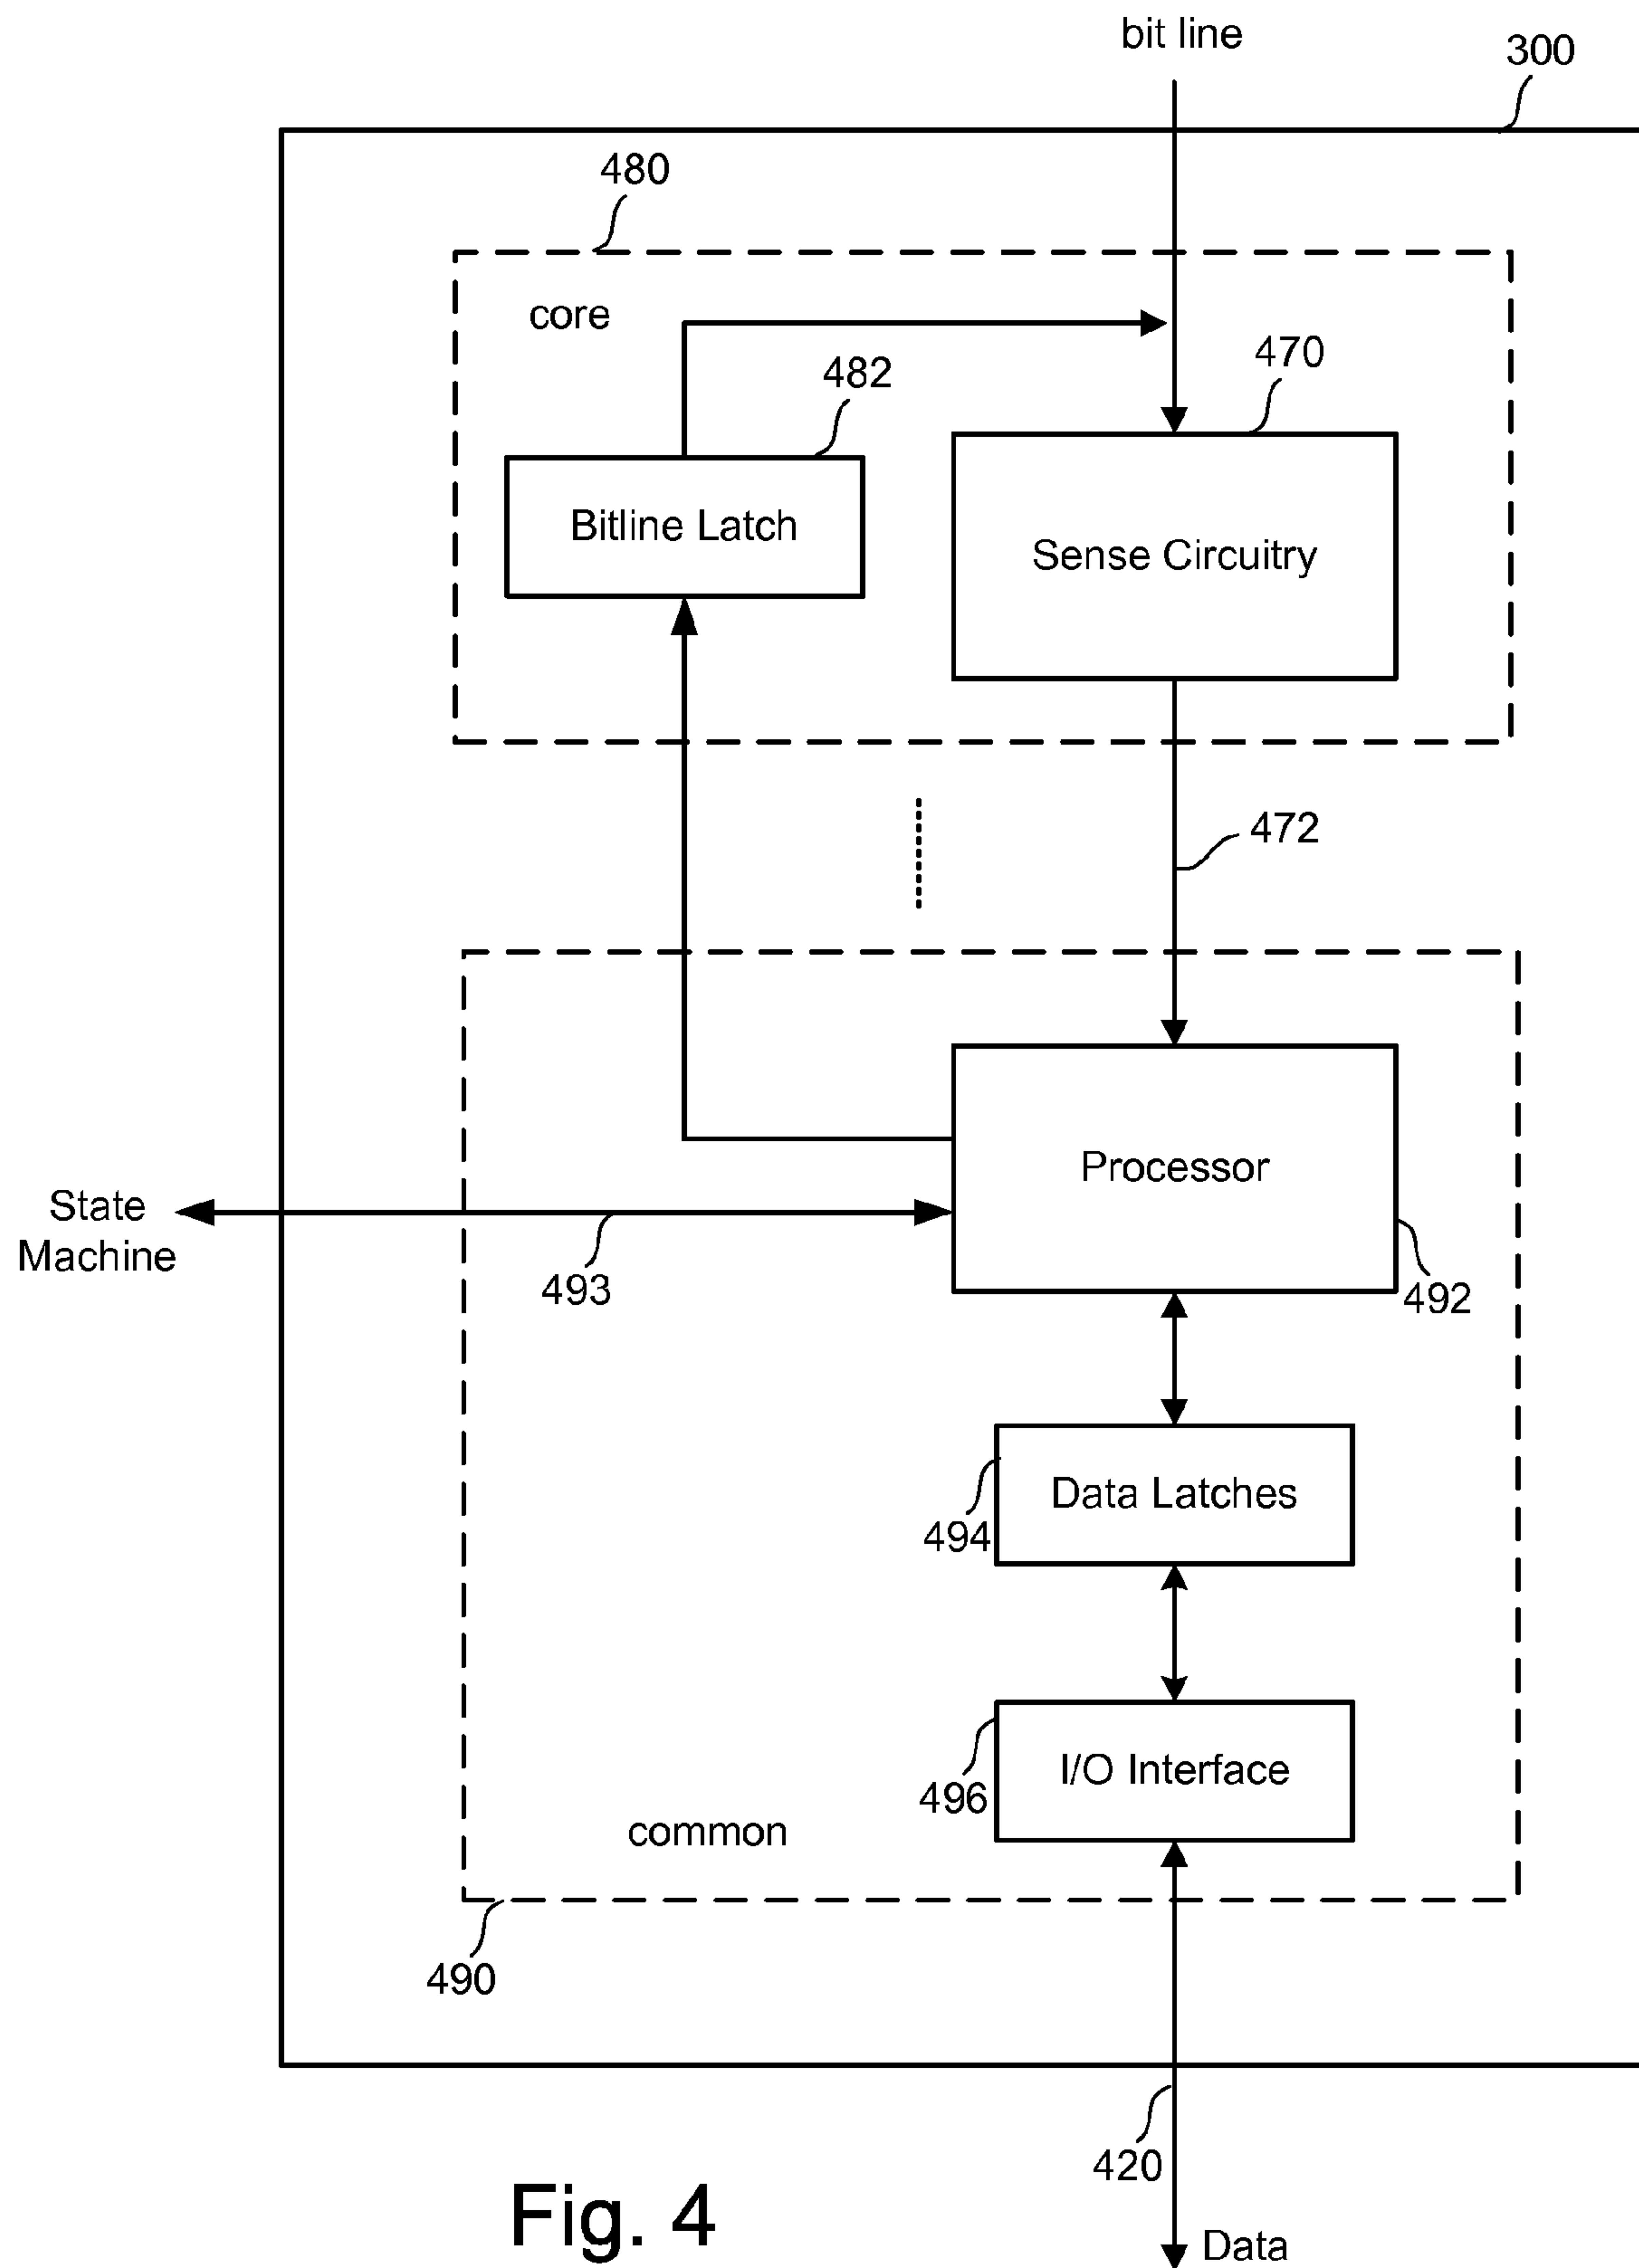 bit line
300
480
core
470
482
Bitline Latch
Sense Circuitry
472
Processor
State
Machine
493
492
Data Latches
494
I/O Interface
496
common
490
420
Fig. 4
Data